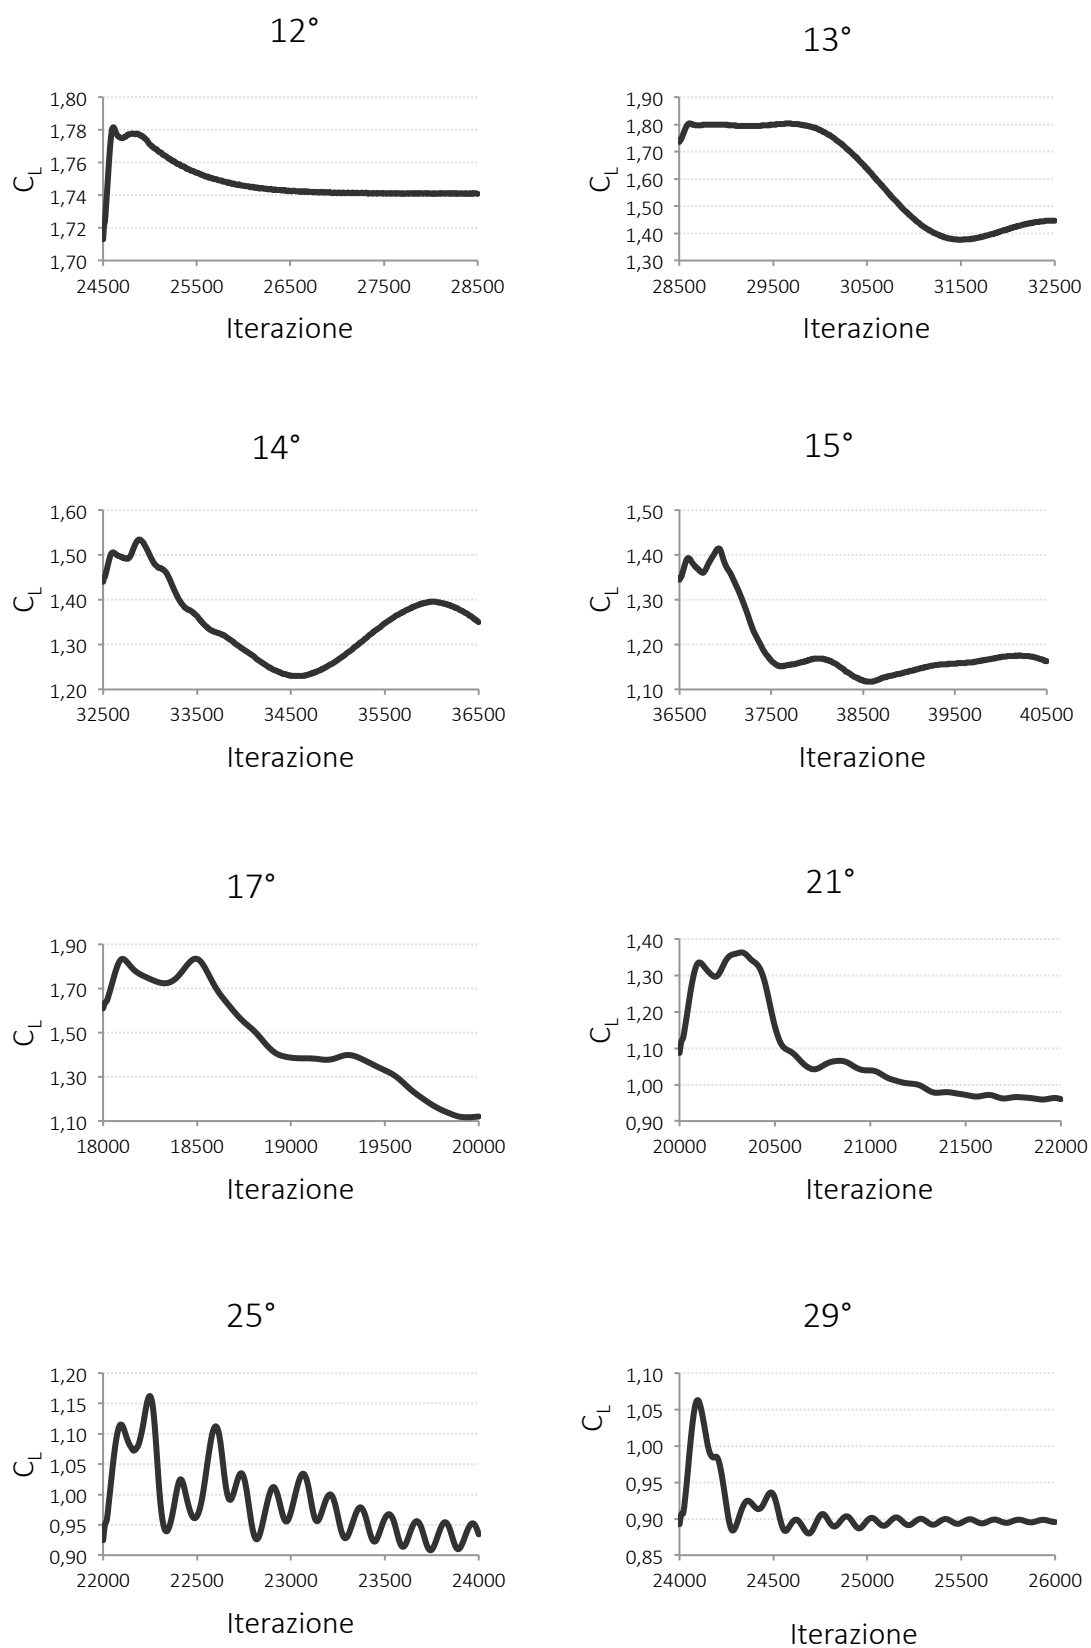 12°
1,80
1,78
1,76
1,74
1,72
1,70
C_L
24500 25500 26500 27500 28500
Iterazione
13°
1,90
1,80
1,70
1,60
1,50
1,40
1,30
C_L
28500 29500 30500 31500 32500
Iterazione
14°
1,60
1,50
1,40
1,30
1,20
C_L
32500 33500 34500 35500 36500
Iterazione
15°
1,50
1,40
1,30
1,20
1,10
C_L
36500 37500 38500 39500 40500
Iterazione
17°
1,90
1,70
1,50
1,30
1,10
C_L
18000 18500 19000 19500 20000
Iterazione
21°
1,40
1,30
1,20
1,10
1,00
0,90
C_L
20000 20500 21000 21500 22000
Iterazione
25°
1,20
1,15
1,10
1,05
1,00
0,95
0,90
C_L
22000 22500 23000 23500 24000
Iterazione
29°
1,10
1,05
1,00
0,95
0,90
0,85
C_L
24000 24500 25000 25500 26000
Iterazione